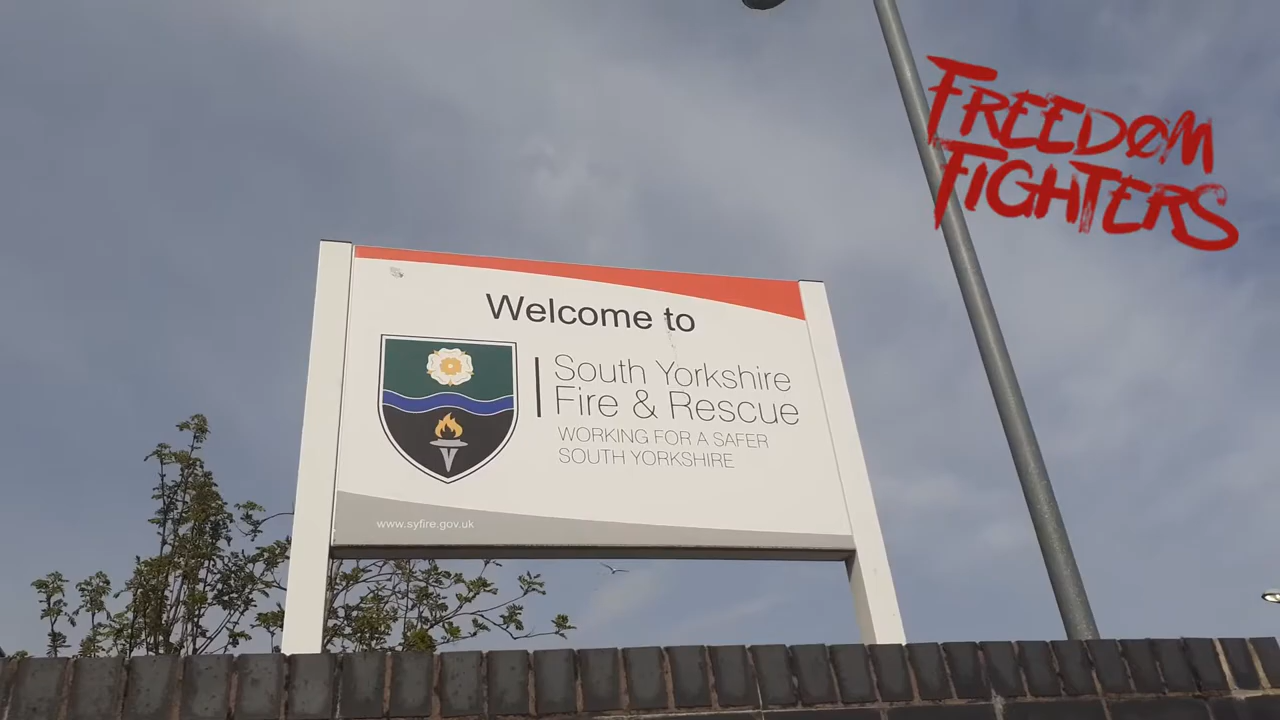 FREEDOM
FIGHTERS
Welcome to
South Yorkshire
Fire & Rescue
WORKING FOR A SAFER
SOUTH YORKSHIRE
www.syfire.gov.uk